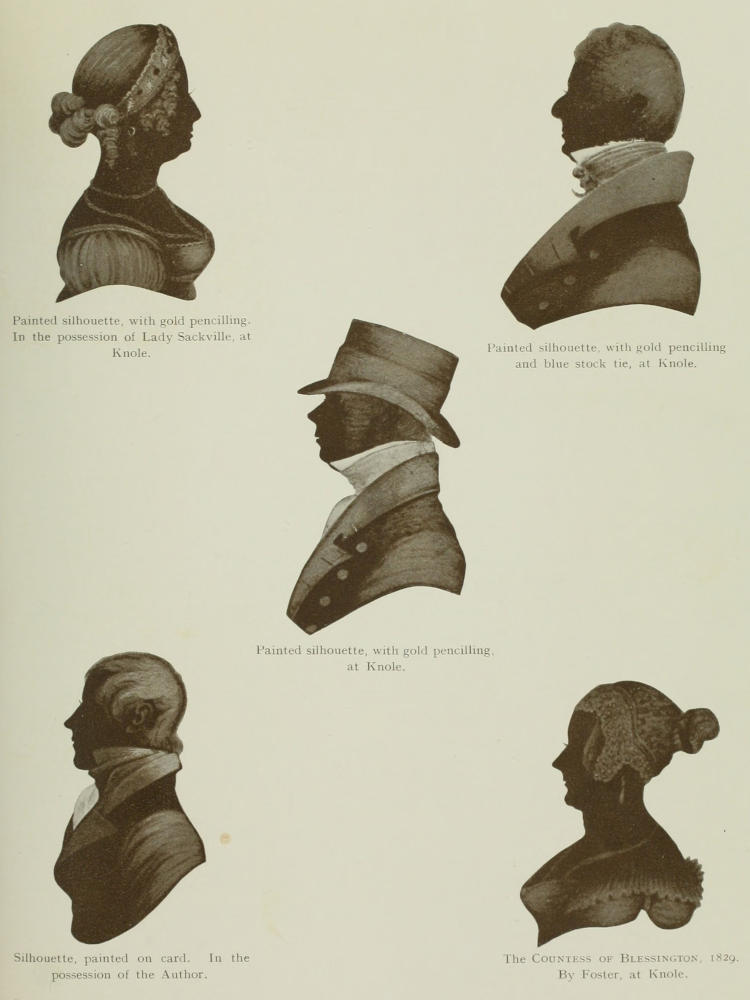 Painted silhouette, with gold pencilling.
In the possession of Lady Sackville, at
Knole.
Painted silhouette, with gold pencilling
and blue stock tie, at Knole.
Painted silhouette, with gold pencilling,
at Knole.
Silhouette, painted on card. In the
possession of the Author.
The COUNTESS OF BLESSINGTON, 1829.
By Foster, at Knole.